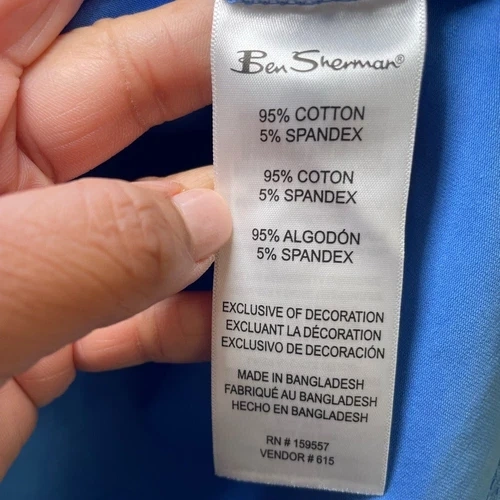 Ben Sherman®
95% COTTON
5% SPANDEX
95% COTON
5% SPANDEX
95% ALGODÓN
5% SPANDEX
EXCLUSIVE OF DECORATION
EXCLUANT LA DÉCORATION
EXCLUSIVO DE DECORACIÓN
MADE IN BANGLADESH
FABRIQUÉ AU BANGLADESH
HECHO EN BANGLADESH
RN # 159557
VENDOR # 615